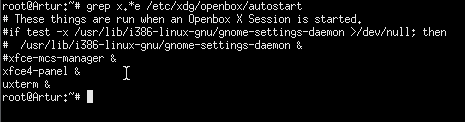 root@Artur:~# grep x.*e /etc/xdg/openbox/autostart
# These things are run when an Openbox X Session is started.
#if test -x /usr/lib/i386-linux-gnu/gnome-settings-daemon >/dev/null; then
#  /usr/lib/i386-linux-gnu/gnome-settings-daemon &
#xfce-mcs-manager &
xfce4-panel &
uxterm &
root@Artur:~#